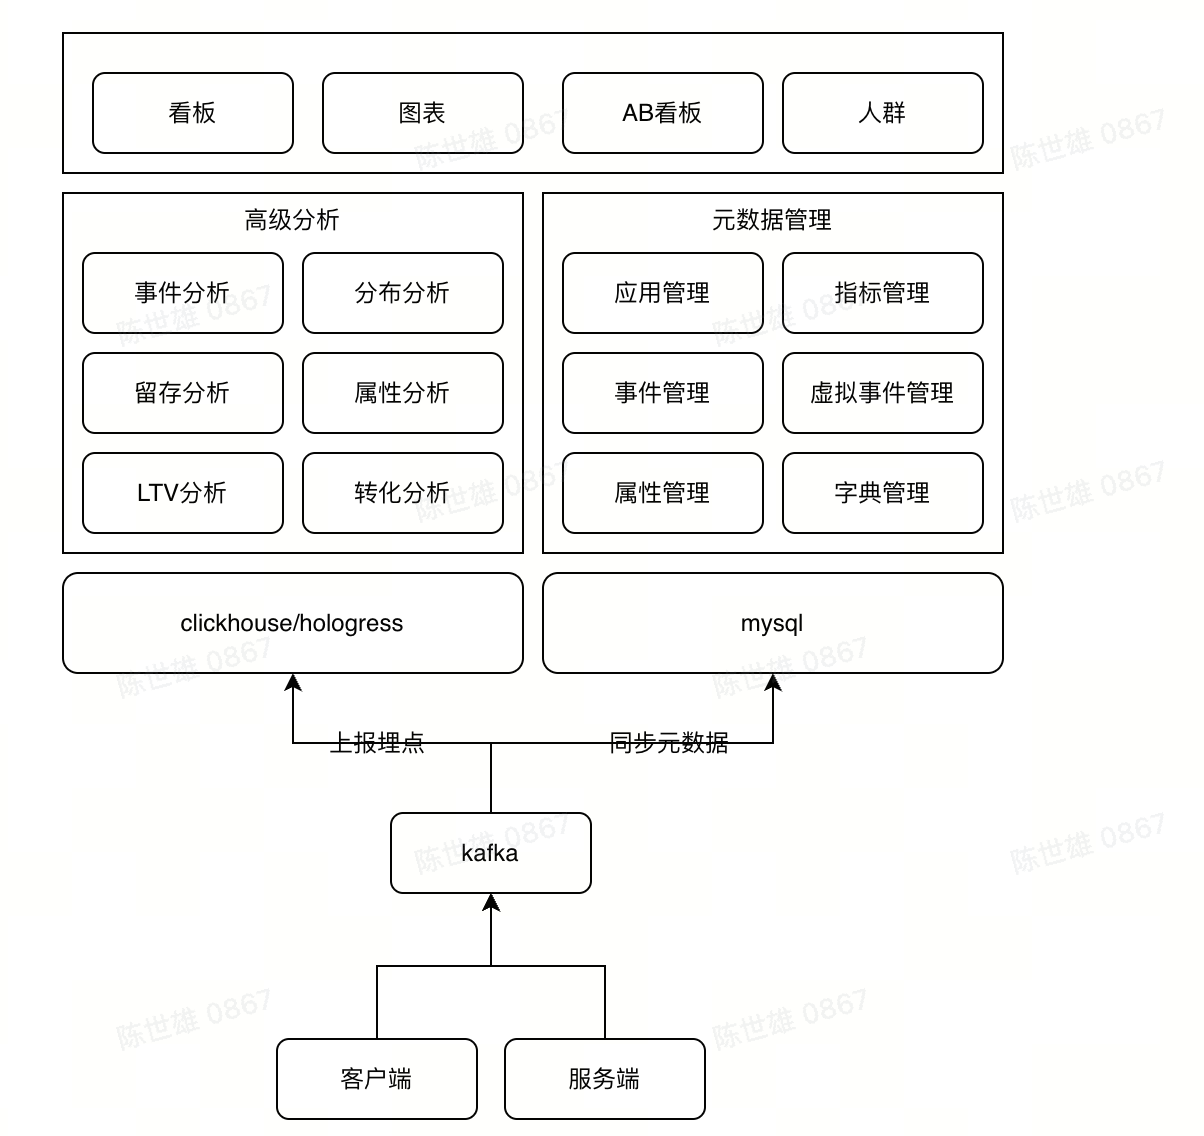 看板
图表
AB看板
人群
高级分析
事件分析
分布分析
留存分析
属性分析
LTV分析
转化分析
元数据管理
应用管理
指标管理
事件管理
虚拟事件管理
属性管理
字典管理
clickhouse/hologress
mysql
上报埋点
同步元数据
kafka
客户端
服务端
陈世雄 0867
陈世雄 0867
陈世雄 0867
陈世雄 0867
陈世雄 0867
陈世雄 0867
陈世雄 0867
陈世雄 0867
陈世雄 0867
陈世雄 0867
陈世雄 0867
陈世雄 0867